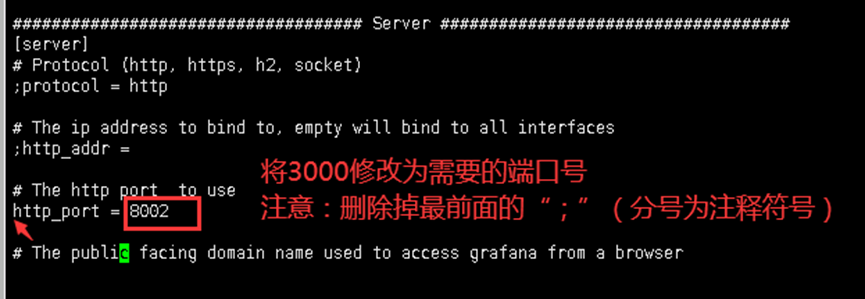 #################################### Server ####################################
[server]
# Protocol (http, https, h2, socket)
;protocol = http
# The ip address to bind to, empty will bind to all interfaces
;http_addr =
将3000修改为需要的端口号
# The http port  to use
http_port = 8002
注意：删除掉最前面的“；”（分号为注释符号）
# The public facing domain name used to access grafana from a browser